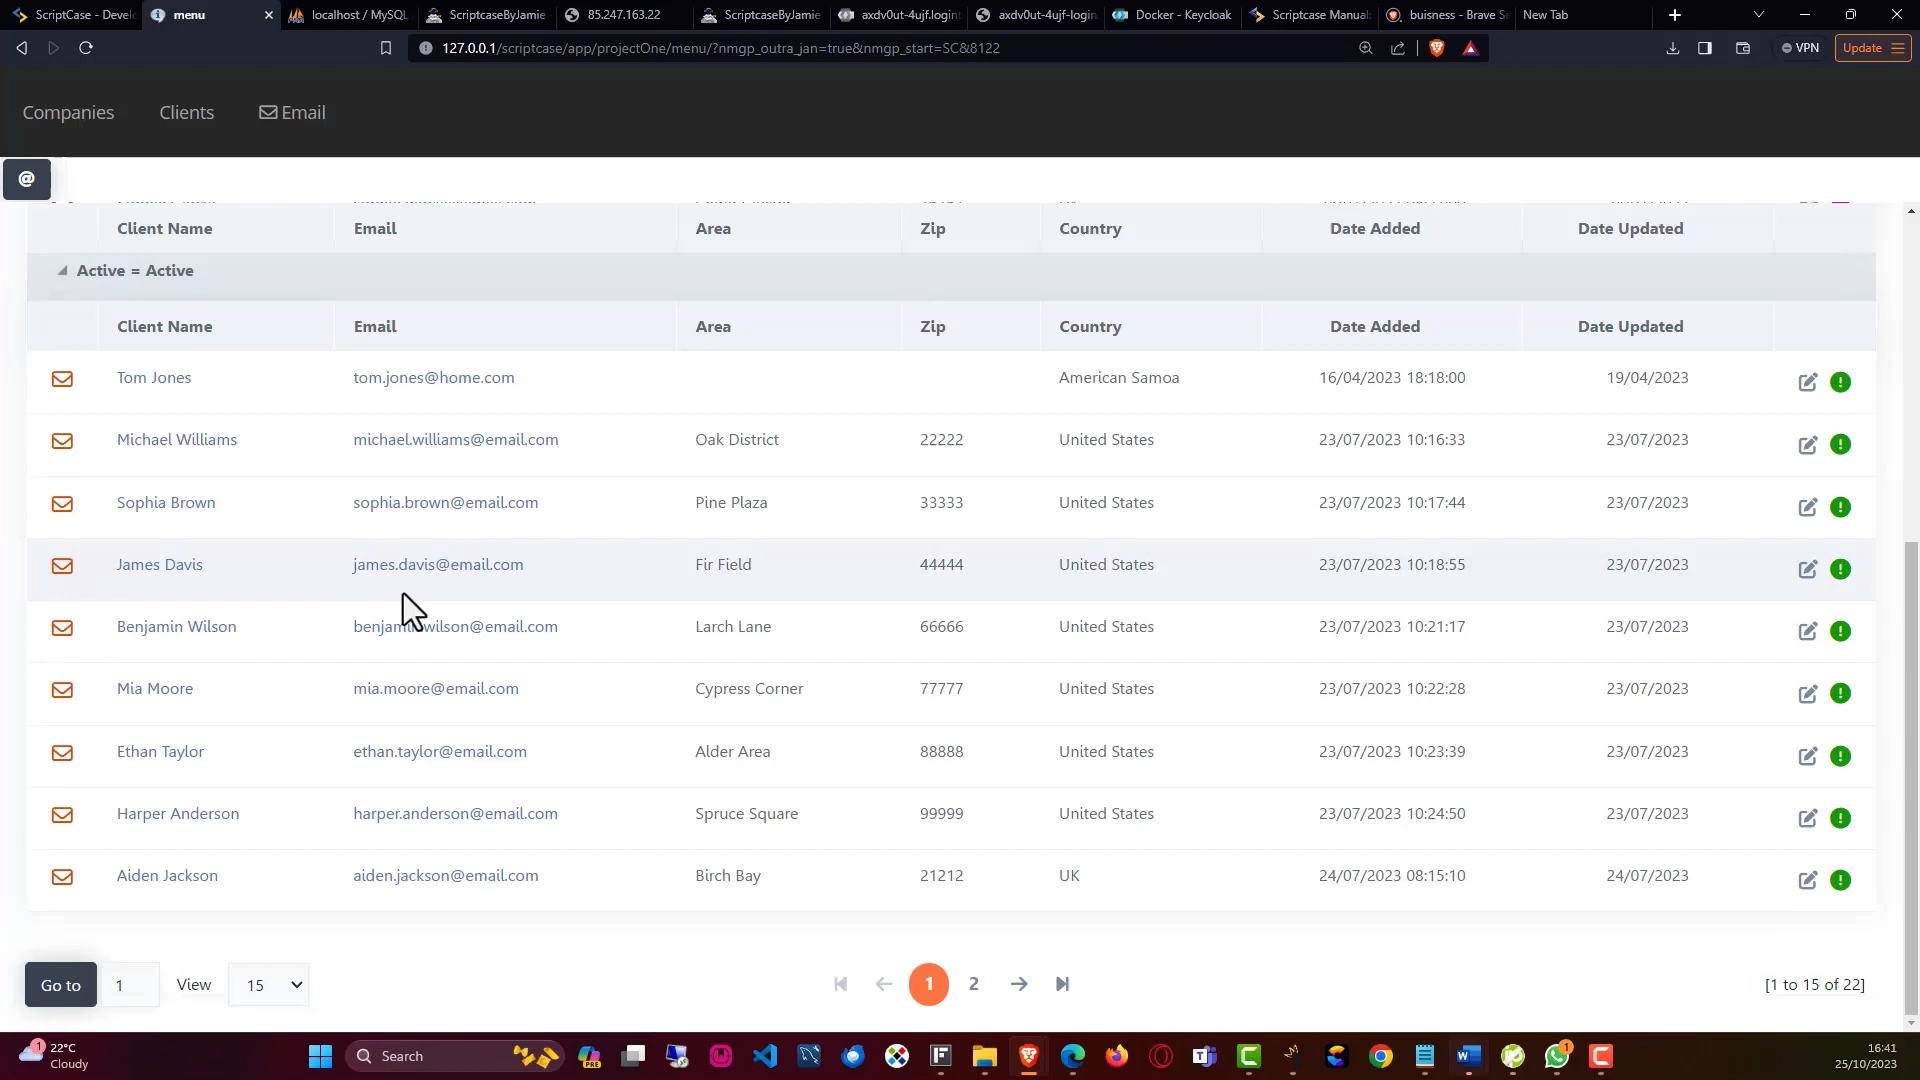 ScriptCase - Devel
menu
localhost / MySQL
ScriptcaseByJamie
85.247.163.22
ScriptcaseByJamie
axdv0ut-4ujf.logint
axdv0ut-4ujf-login.
Docker - Keycloak
Scriptcase Manual:
buisness - Brave Se
New Tab
127.0.0.1/scriptcase/app/projectOne/menu/?nmgp_outra_jan=true&nmgp_start=SC&8122
VPN
Update
Companies Clients Email
@
Client Name Email Area Zip Country Date Added Date Updated
Active = Active
Client Name Email Area Zip Country Date Added Date Updated
Tom Jones tom.jones@home.com American Samoa 16/04/2023 18:18:00 19/04/2023
Michael Williams michael.williams@email.com Oak District 22222 United States 23/07/2023 10:16:33 23/07/2023
Sophia Brown sophia.brown@email.com Pine Plaza 33333 United States 23/07/2023 10:17:44 23/07/2023
James Davis james.davis@email.com Fir Field 44444 United States 23/07/2023 10:18:55 23/07/2023
Benjamin Wilson benjamin.wilson@email.com Larch Lane 66666 United States 23/07/2023 10:21:17 23/07/2023
Mia Moore mia.moore@email.com Cypress Corner 77777 United States 23/07/2023 10:22:28 23/07/2023
Ethan Taylor ethan.taylor@email.com Alder Area 88888 United States 23/07/2023 10:23:39 23/07/2023
Harper Anderson harper.anderson@email.com Spruce Square 99999 United States 23/07/2023 10:24:50 23/07/2023
Aiden Jackson aiden.jackson@email.com Birch Bay 21212 UK 24/07/2023 08:15:10 24/07/2023
Go to 1 View 15 1 2 [1 to 15 of 22]
1 22°C
Cloudy
Search
PRE
1
16:41
25/10/2023